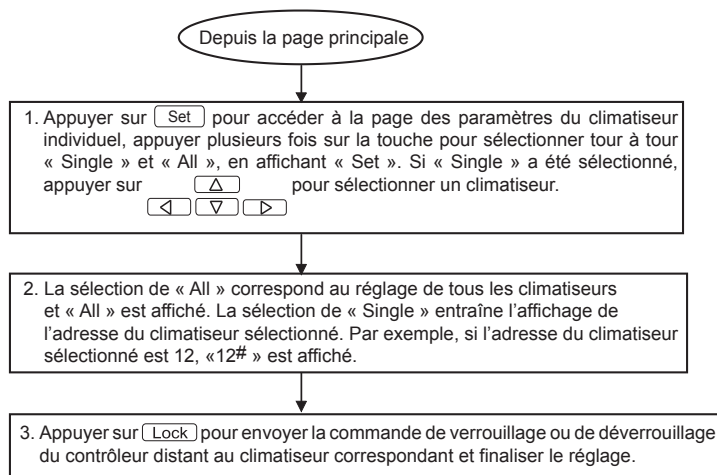 Depuis la page principale
1. Appuyer sur Set pour accéder à la page des paramètres du climatiseur
individuel, appuyer plusieurs fois sur la touche pour sélectionner tour à tour
« Single » et « All », en affichant « Set ». Si « Single » a été sélectionné,
appuyer sur △ pour sélectionner un climatiseur.
◁ ▽ ▷
2. La sélection de « All » correspond au réglage de tous les climatiseurs
et « All » est affiché. La sélection de « Single » entraîne l’affichage de
l’adresse du climatiseur sélectionné. Par exemple, si l’adresse du climatiseur
sélectionné est 12, «12# » est affiché.
3. Appuyer sur Lock pour envoyer la commande de verrouillage ou de déverrouillage
du contrôleur distant au climatiseur correspondant et finaliser le réglage.